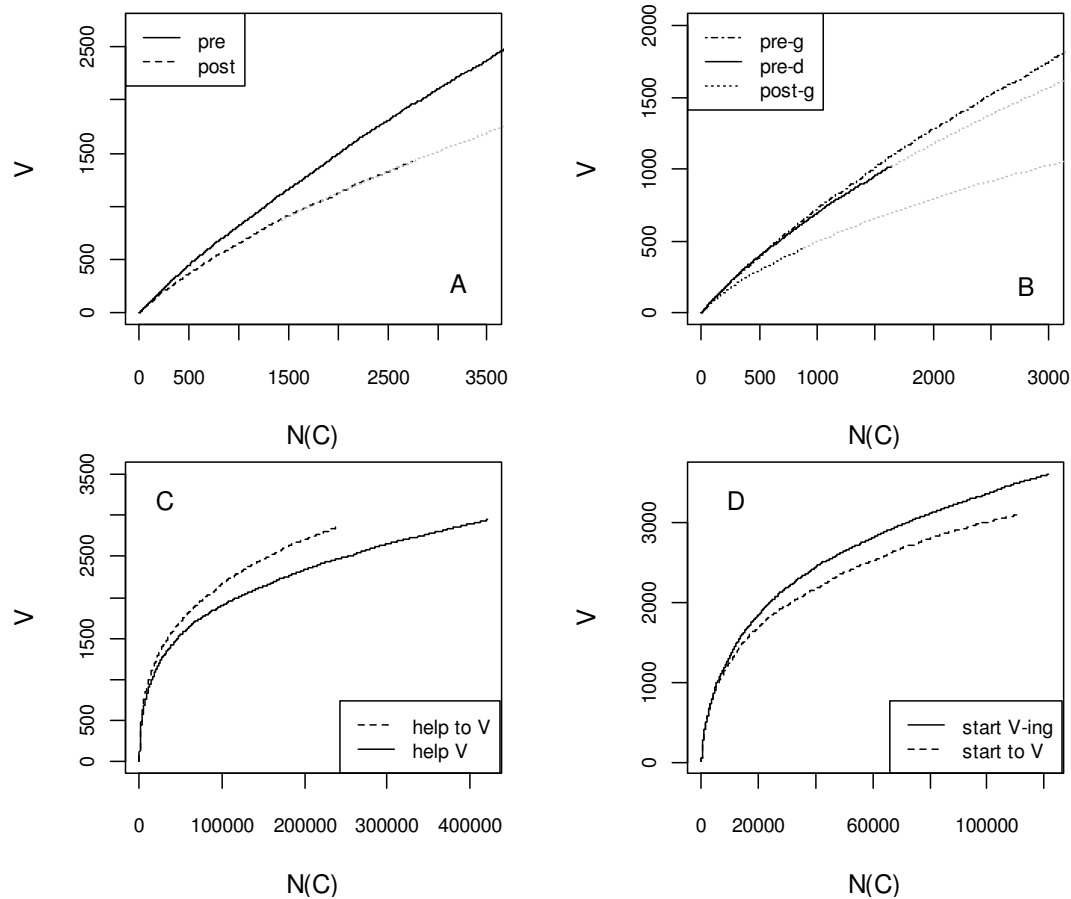 pre
post
A
V
0
500
1500
2500
0
500
1500
2500
3500
N(C)
pre-g
pre-d
post-g
B
V
0
500
1000
1500
2000
0
500
1000
2000
3000
N(C)
C
help to V
help V
V
0
500
1500
2500
3500
0
100000
200000
300000
400000
N(C)
D
start V-ing
start to V
V
0
1000
2000
3000
0
20000
60000
100000
N(C)